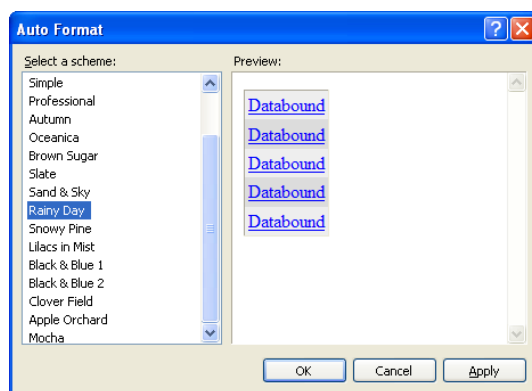 Auto Format
Select a scheme:
Preview:
Simple
Professional
Autumn
Oceanica
Brown Sugar
Slate
Sand & Sky
Rainy Day
Snowy Pine
Lilacs in Mist
Black & Blue 1
Black & Blue 2
Clover Field
Apple Orchard
Mocha
Databound
Databound
Databound
Databound
Databound
OK
Cancel
Apply